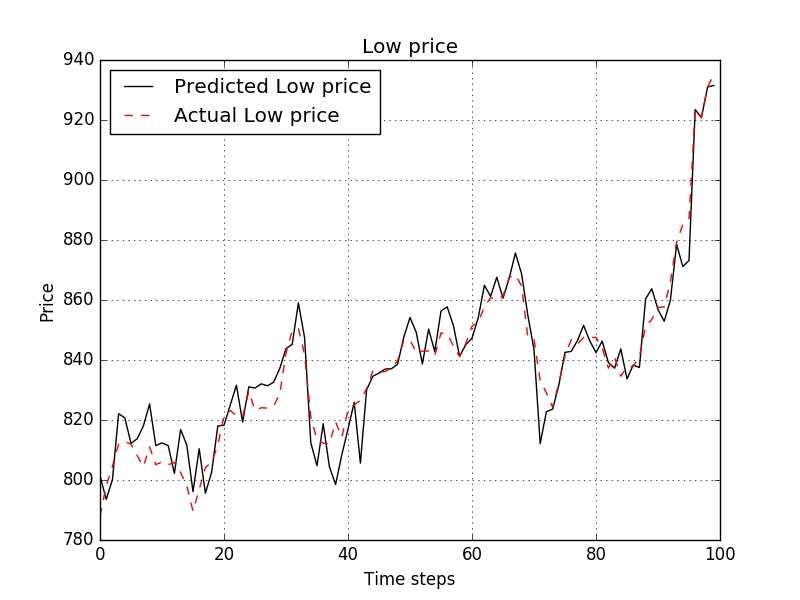 Low price
Predicted Low price
Actual Low price
940
920
900
880
860
840
820
800
780
Price
0 20 40 60 80 100
Time steps